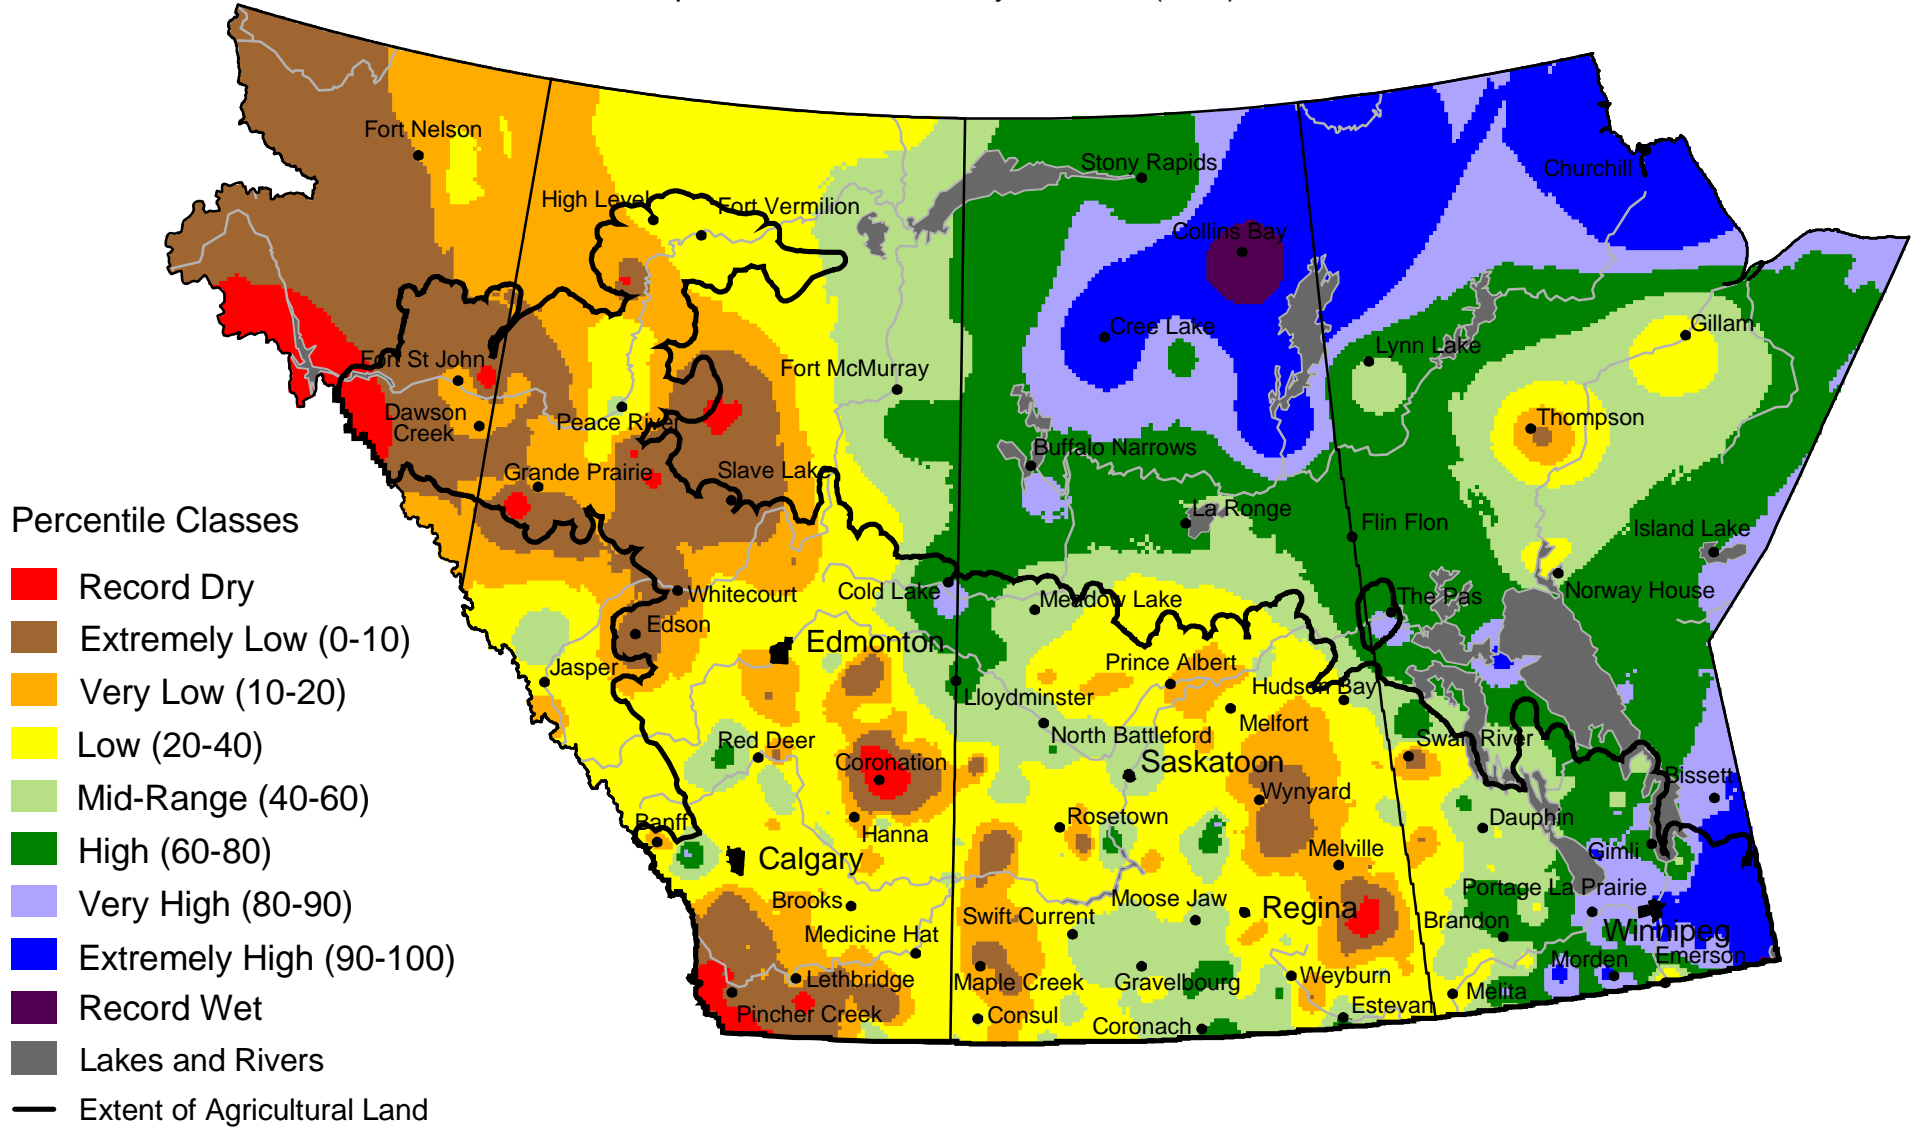 Fort Nelson
Stony Rapids
Churchill
High Level
Fort Vermilion
Collins Bay
Cree Lake
Gillam
Lynn Lake
Fort St John
Fort McMurray
Dawson
Creek
Peace River
Thompson
Buffalo Narrows
Grande Prairie
Slave Lake
La Ronge
Flin Flon
Island Lake
Cold Lake
Meadow Lake
The Pas
Norway House
Whitecourt
Edson
Edmonton
Jasper
Prince Albert
Hudson Bay
Lloydminster
Melfort
North Battleford
Red Deer
Swan River
Coronation
Saskatoon
Bissett
Wynyard
Banff
Hanna
Rosetown
Dauphin
Calgary
Melville
Gimli
Brooks
Moose Jaw
Regina
Portage La Prairie
Swift Current
Brandon
Medicine Hat
Winnipeg
Lethbridge
Maple Creek
Gravelbourg
Weyburn
Morden
Emerson
Melita
Pincher Creek
Consul
Coronach
Estevan
Percentile Classes
Record Dry
Extremely Low (0-10)
Very Low (10-20)
Low (20-40)
Mid-Range (40-60)
High (60-80)
Very High (80-90)
Extremely High (90-100)
Record Wet
Lakes and Rivers
Extent of Agricultural Land